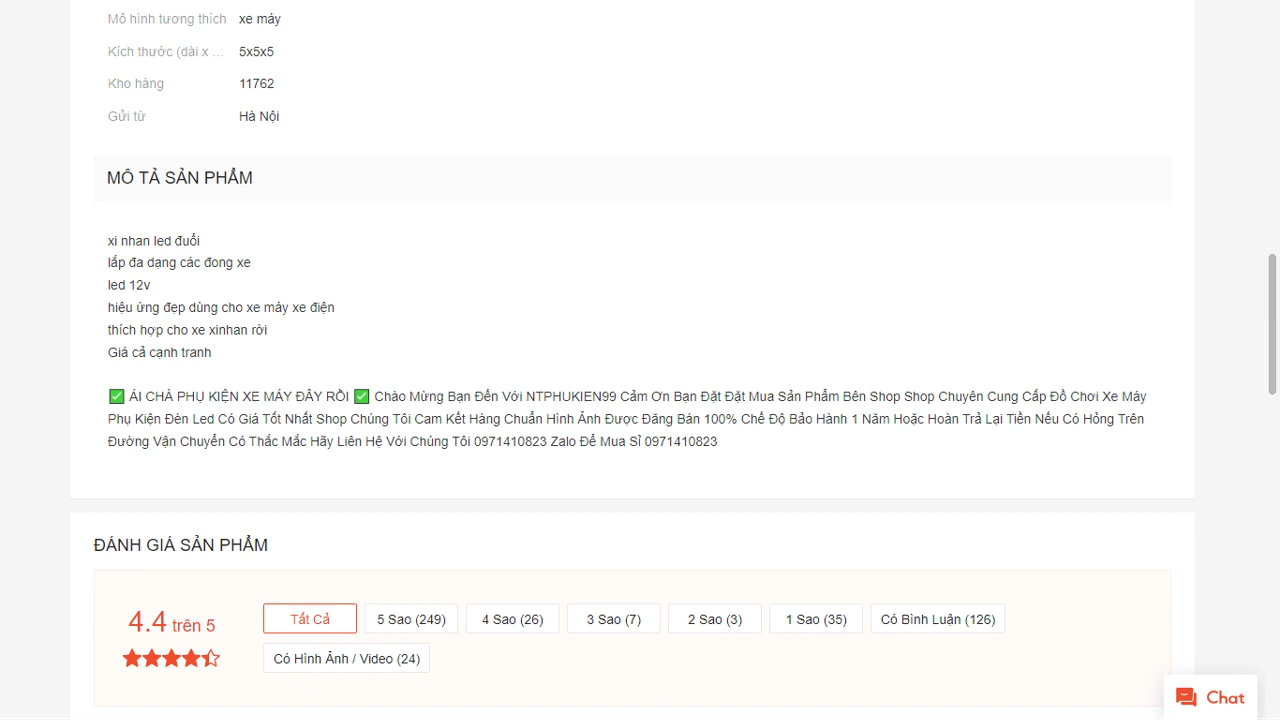 Mô hình tương thích xe máy
Kích thước (dài x ... 5x5x5
Kho hàng 11762
Gửi từ Hà Nội
MÔ TẢ SẢN PHẨM
xi nhan led đuổi
lắp đa dạng các đong xe
led 12v
hiệu ứng đẹp dùng cho xe máy xe điện
thích hợp cho xe xinhan rời
Giá cả cạnh tranh
✅ ÁI CHÀ PHỤ KIỆN XE MÁY ĐÂY RỒI ✅ Chào Mừng Bạn Đến Với NTPHUKIEN99 Cảm Ơn Bạn Đặt Đặt Mua Sản Phẩm Bên Shop Shop Chuyên Cung Cấp Đồ Chơi Xe Máy
Phụ Kiện Đèn Led Có Giá Tốt Nhất Shop Chúng Tôi Cam Kết Hàng Chuẩn Hình Ảnh Được Đăng Bán 100% Chế Độ Bảo Hành 1 Năm Hoặc Hoàn Trả Lại Tiền Nếu Có Hỏng Trên
Đường Vận Chuyển Có Thắc Mắc Hãy Liên Hệ Với Chúng Tôi 0971410823 Zalo Để Mua Sỉ 0971410823
ĐÁNH GIÁ SẢN PHẨM
4.4 trên 5
Tất Cả 5 Sao (249) 4 Sao (26) 3 Sao (7) 2 Sao (3) 1 Sao (35) Có Bình Luận (126)
Có Hình Ảnh / Video (24)
Chat